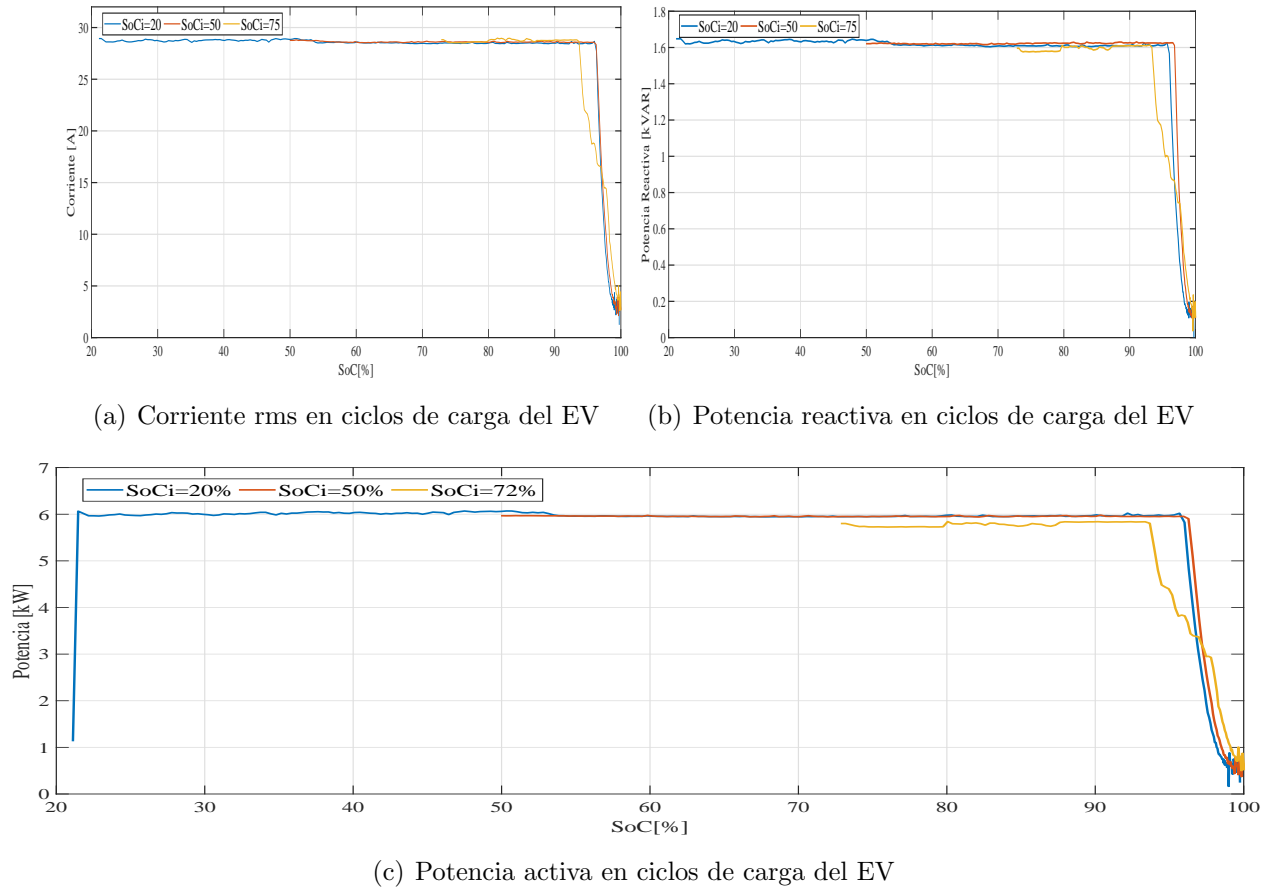 SoCi=20 SoCi=50 SoCi=75
30
25
20
15
10
5
0
Corriente [A]
20 30 40 50 60 70 80 90 100
SoC[%]
(a) Corriente rms en ciclos de carga del EV
SoCi=20 SoCi=50 SoCi=75
1.8
1.6
1.4
1.2
1
0.8
0.6
0.4
0.2
0
Potencia Reactiva [kVAR]
20 30 40 50 60 70 80 90 100
SoC[%]
(b) Potencia reactiva en ciclos de carga del EV
SoCi=20% SoCi=50% SoCi=72%
7
6
5
4
3
2
1
0
Potencia [kW]
20 30 40 50 60 70 80 90 100
SoC[%]
(c) Potencia activa en ciclos de carga del EV